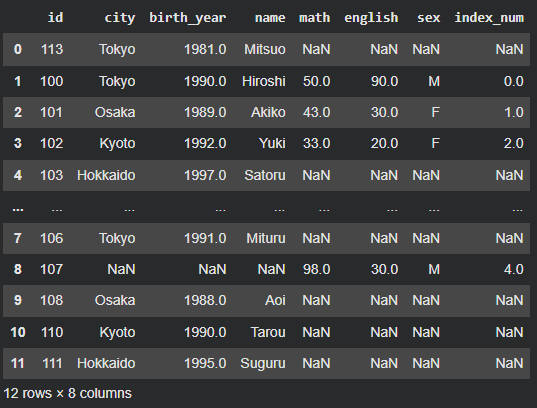 id city birth_year name math english sex index_num
0 113 Tokyo 1981.0 Mitsuo NaN NaN NaN NaN
1 100 Tokyo 1990.0 Hiroshi 50.0 90.0 M 0.0
2 101 Osaka 1989.0 Akiko 43.0 30.0 F 1.0
3 102 Kyoto 1992.0 Yuki 33.0 20.0 F 2.0
4 103 Hokkaido 1997.0 Satoru NaN NaN NaN NaN
... ... ... ... ... ... ... ... ...
7 106 Tokyo 1991.0 Mituru NaN NaN NaN NaN
8 107 NaN NaN NaN 98.0 30.0 M 4.0
9 108 Osaka 1988.0 Aoi NaN NaN NaN NaN
10 110 Kyoto 1990.0 Tarou NaN NaN NaN NaN
11 111 Hokkaido 1995.0 Suguru NaN NaN NaN NaN
12 rows × 8 columns